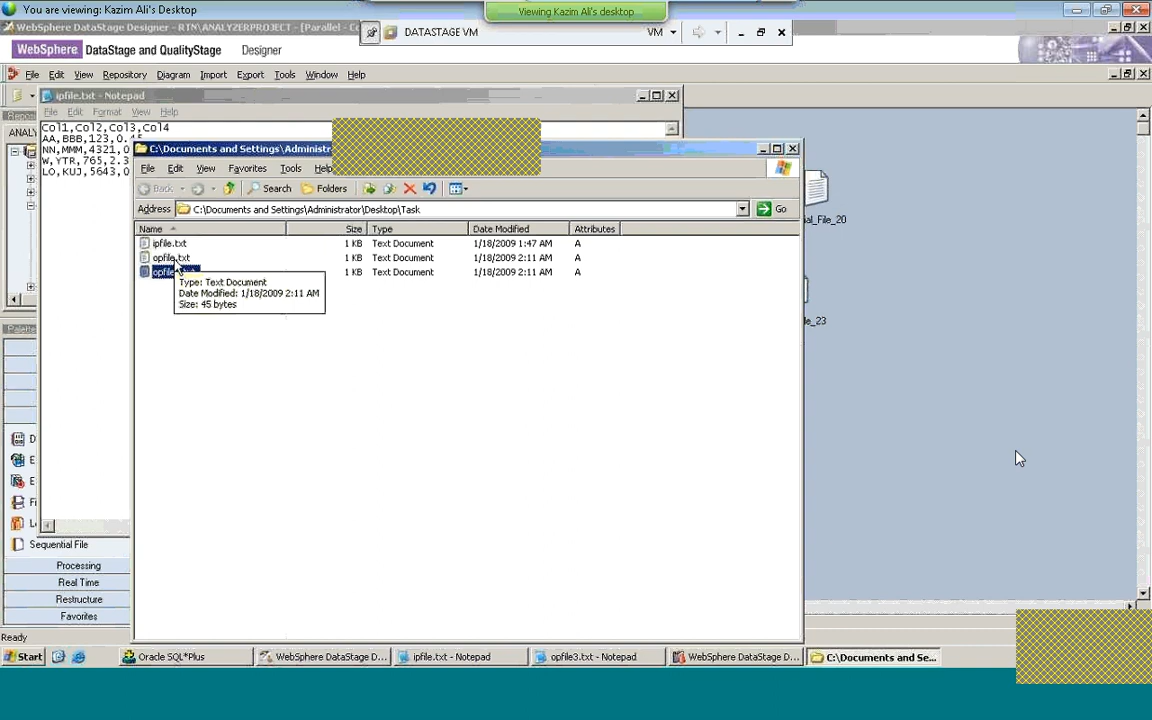 You are viewing: Kazim Ali's Desktop
Viewing Kazim Ali's desktop
WebSphere DataStage Designer - RTN\ANALYZERPROJECT - [Parallel -
DATASTAGE VM
VM
WebSphere DataStage and QualityStage Designer
File Edit View Repository Diagram Import Export Tools Window Help
ipfile.txt - Notepad
File Edit Format View Help
ANALY
Col1,Col2,Col3,Col4
AA,BBB,123,0.45
NN,MMM,4321,0
W,YTR,765,2.3
LO,KUJ,5643,0
C:\Documents and Settings\Administra
File Edit View Favorites Tools Help
Back Search Folders
Address C:\Documents and Settings\Administrator\Desktop\Task Go
Name Size Type Date Modified Attributes
ipfile.txt 1 KB Text Document 1/18/2009 1:47 AM A
opfile.txt 1 KB Text Document 1/18/2009 2:11 AM A
opfile 1 KB Text Document 1/18/2009 2:11 AM A
Type: Text Document
Date Modified: 1/18/2009 2:11 AM
Size: 45 bytes
ial_File_20
le_23
D
E
E
Fi
L
Sequential File
Processing
Real Time
Restructure
Favorites
Ready
Start Oracle SQL*Plus WebSphere DataStage D... ipfile.txt - Notepad opfile3.txt - Notepad WebSphere DataStage D... C:\Documents and Se...